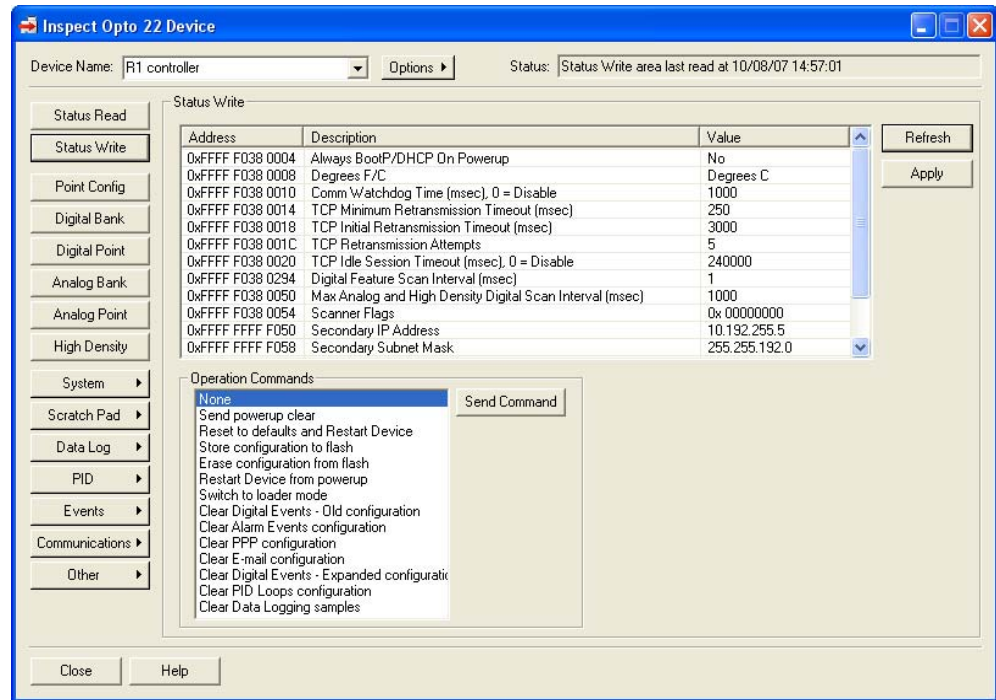 Inspect Opto 22 Device
Device Name: R1 controller Options Status: Status Write area last read at 10/08/07 14:57:01
Status Read
Status Write
Point Config
Digital Bank
Digital Point
Analog Bank
Analog Point
High Density
System
Scratch Pad
Data Log
PID
Events
Communications
Other
Status Write
Address Description Value
0xFFFF F038 0004 Always BootP/DHCP On Powerup No
0xFFFF F038 0008 Degrees F/C Degrees C
0xFFFF F038 0010 Comm Watchdog Time (msec), 0 = Disable 1000
0xFFFF F038 0014 TCP Minimum Retransmission Timeout (msec) 250
0xFFFF F038 0018 TCP Initial Retransmission Timeout (msec) 3000
0xFFFF F038 001C TCP Retransmission Attempts 5
0xFFFF F038 0020 TCP Idle Session Timeout (msec), 0 = Disable 240000
0xFFFF F038 0294 Digital Feature Scan Interval (msec) 1
0xFFFF F038 0050 Max Analog and High Density Digital Scan Interval (msec) 1000
0xFFFF F038 0054 Scanner Flags 0x 00000000
0xFFFF FFFF F050 Secondary IP Address 10.192.255.5
0xFFFF FFFF F058 Secondary Subnet Mask 255.255.192.0
Refresh
Apply
Operation Commands
None
Send powerup clear
Reset to defaults and Restart Device
Store configuration to flash
Erase configuration from flash
Restart Device from powerup
Switch to loader mode
Clear Digital Events - Old configuration
Clear Alarm Events configuration
Clear PPP configuration
Clear E-mail configuration
Clear Digital Events - Expanded configuratic
Clear PID Loops configuration
Clear Data Logging samples
Send Command
Close Help